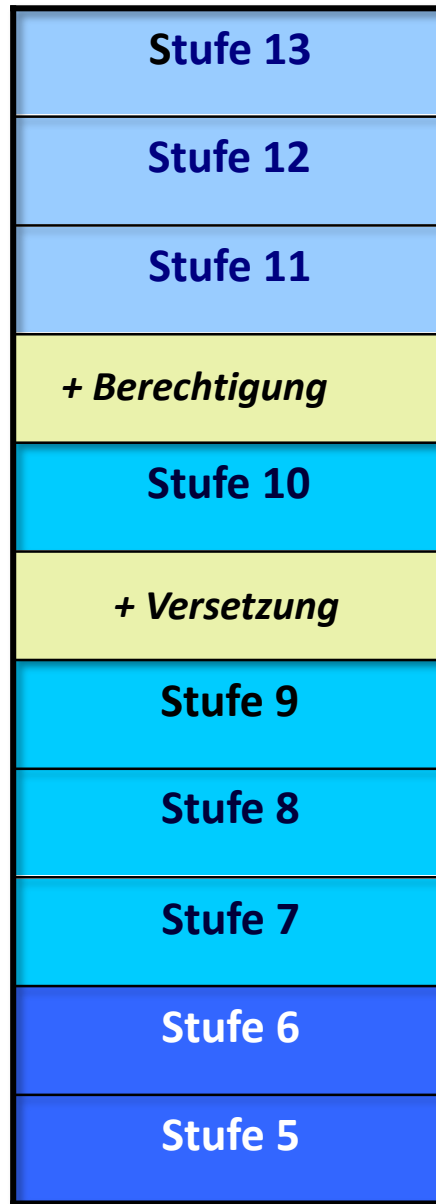 Stufe 13
Stufe 12
Stufe 11
+ Berechtigung
Stufe 10
+ Versetzung
Stufe 9
Stufe 8
Stufe 7
Stufe 6
Stufe 5